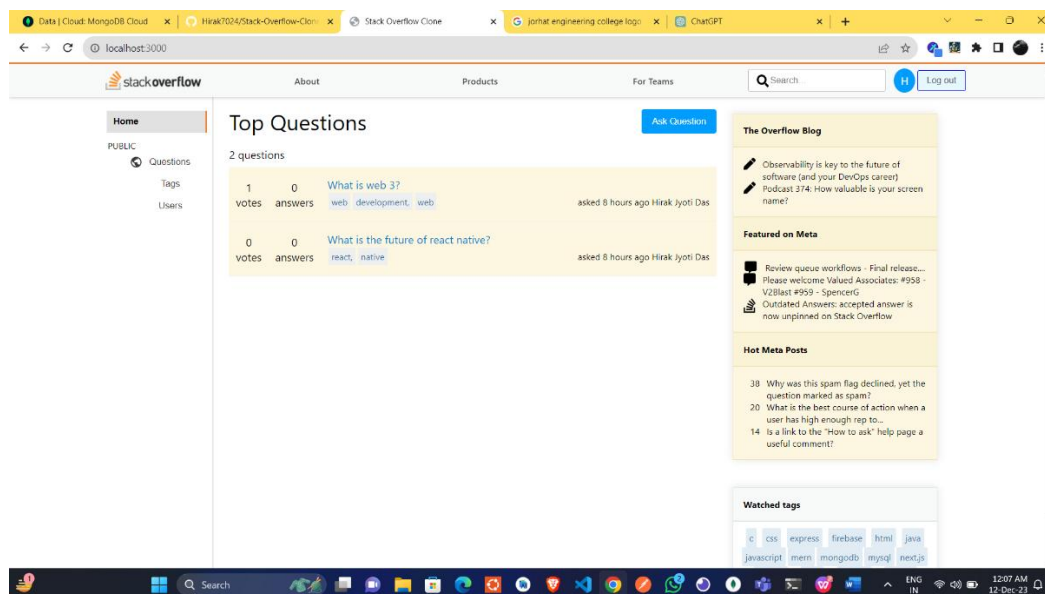 Data | Cloud: MongoDB Cloud
Hirak7024/Stack-Overflow-Clon
Stack Overflow Clone
jorhat engineering college logo
ChatGPT
localhost:3000
stackoverflow
About
Products
For Teams
Search...
H
Log out
Home
PUBLIC
Questions
Tags
Users
Top Questions
Ask Question
2 questions
1 0 What is web 3?
votes answers web development, web asked 8 hours ago Hirak Jyoti Das
0 0 What is the future of react native?
votes answers react, native asked 8 hours ago Hirak Jyoti Das
The Overflow Blog
Observability is key to the future of
software (and your DevOps career)
Podcast 374: How valuable is your screen
name?
Featured on Meta
Review queue workflows - Final release....
Please welcome Valued Associates: #958 -
V2Blast #959 - SpencerG
Outdated Answers: accepted answer is
now unpinned on Stack Overflow
Hot Meta Posts
38 Why was this spam flag declined, yet the
question marked as spam?
20 What is the best course of action when a
user has high enough rep to...
14 Is a link to the "How to ask" help page a
useful comment?
Watched tags
c css express firebase html java
javascript mern mongodb mysql next.js
Search
ENG
IN
12:07 AM
12-Dec-23